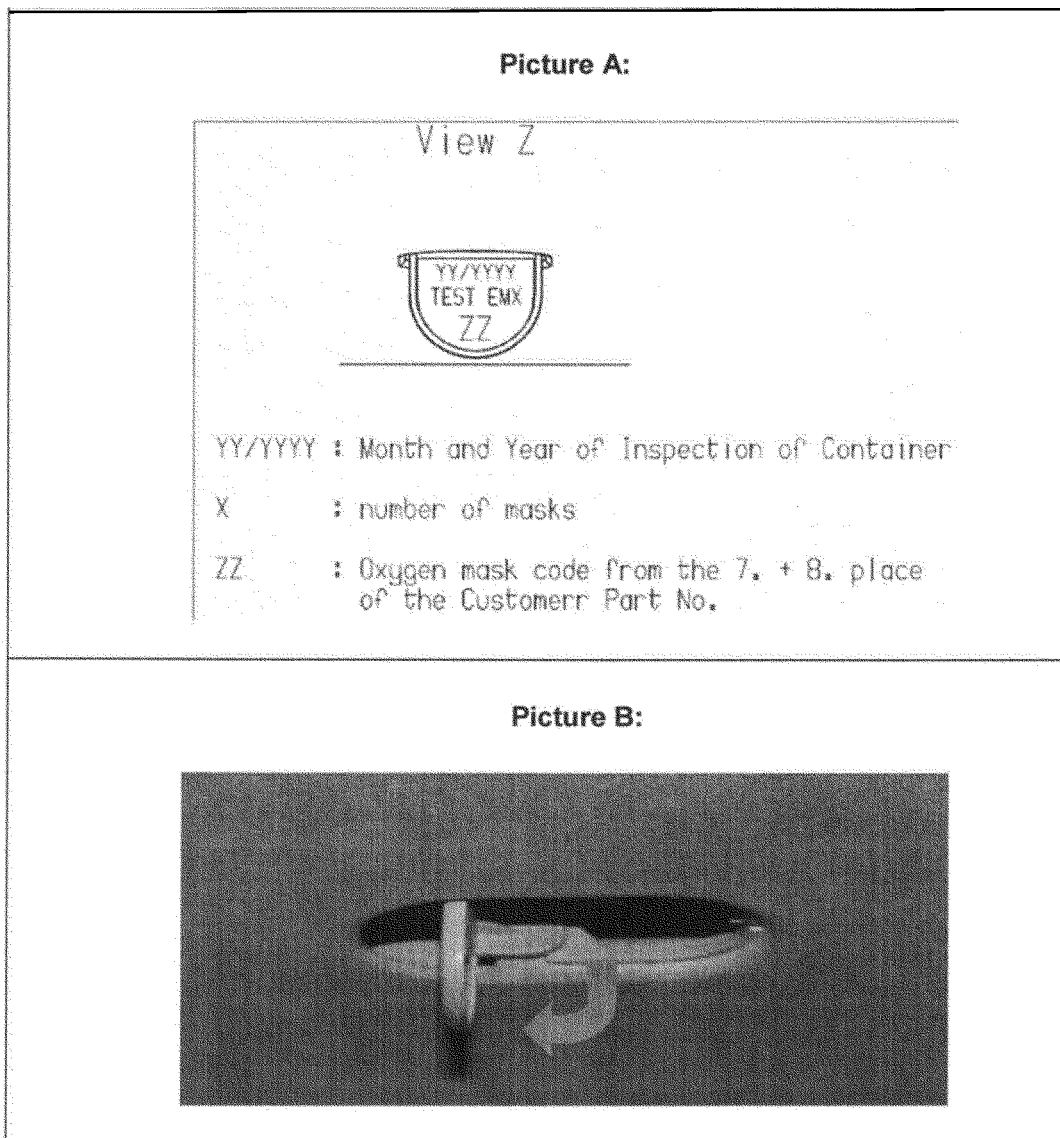 Picture A:
View Z
YY/YYYY
TEST EMX
ZZ
YY/YYYY : Month and Year of Inspection of Container
X : number of masks
ZZ : Oxygen mask code from the 7. + 8. place
of the Customerr Part No.
Picture B: